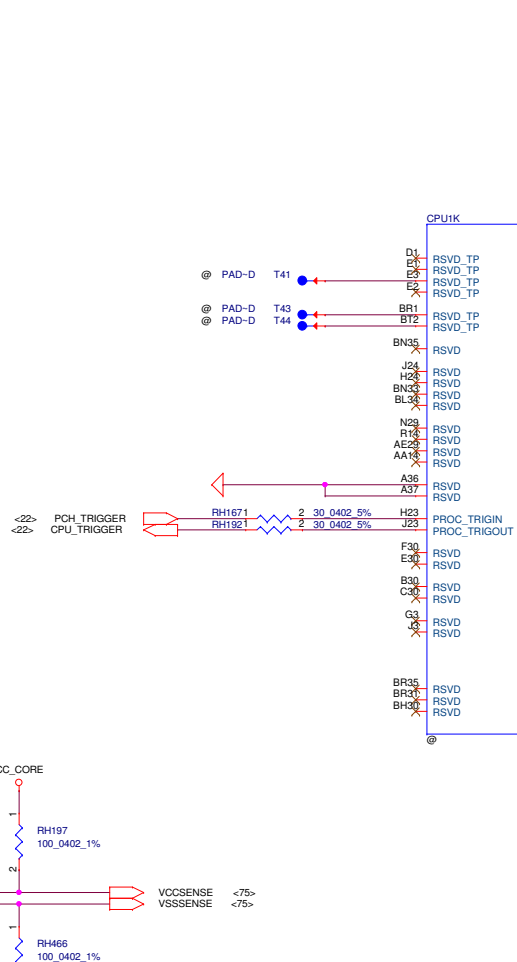 CPU1K
D1 RSVD_TP
E1 RSVD_TP
@ PAD~D T41 E3 RSVD_TP
E2 RSVD_TP
@ PAD~D T43 BR1 RSVD_TP
@ PAD~D T44 BT2 RSVD_TP
BN35 RSVD
J24 RSVD
H24 RSVD
BN33 RSVD
BL34 RSVD
N29 RSVD
R14 RSVD
AE29 RSVD
AA14 RSVD
A36 RSVD
A37 RSVD
<22> PCH_TRIGGER RH167 1 2 30_0402_5% H23 PROC_TRIGIN
<22> CPU_TRIGGER RH192 1 2 30_0402_5% J23 PROC_TRIGOUT
F30 RSVD
E30 RSVD
B30 RSVD
C30 RSVD
G3 RSVD
J3 RSVD
BR35 RSVD
BR31 RSVD
BH30 RSVD
@
CC_CORE
1
RH197
100_0402_1%
2
VCCSENSE <75>
VSSSENSE <75>
1
RH466
100_0402_1%